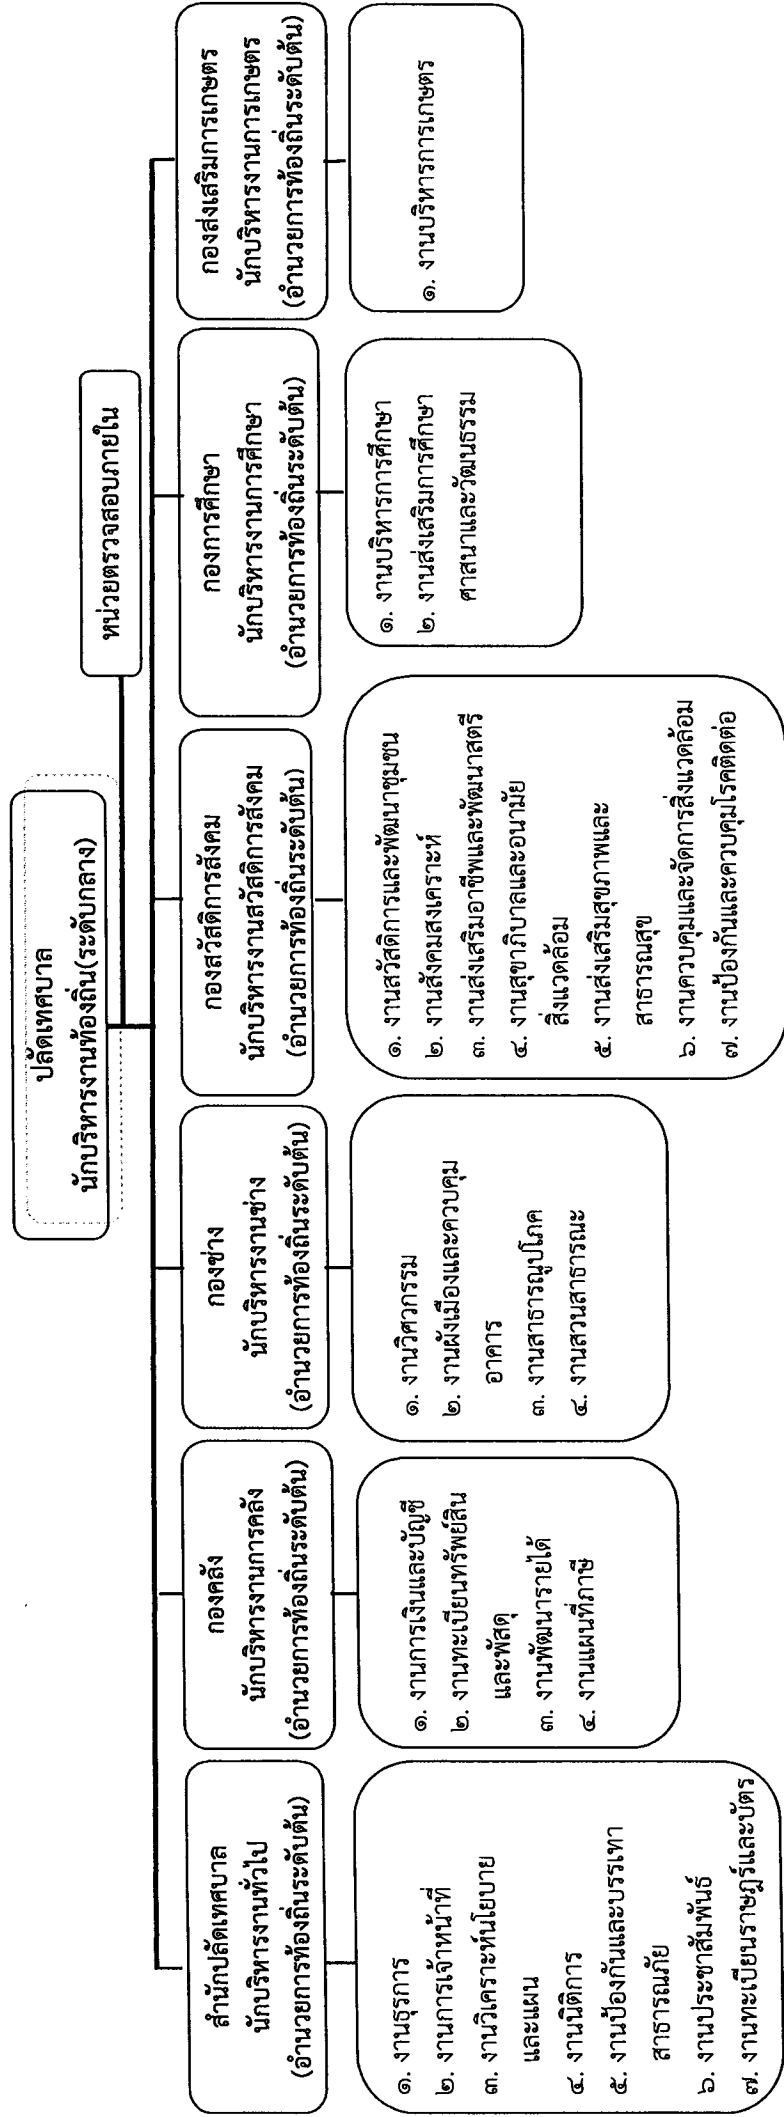 ปลัดเทศบาล
นักบริหารงานท้องถิ่น(ระดับกลาง)
หน่วยตรวจสอบภายใน
สำนักปลัดเทศบาล
นักบริหารงานทั่วไป
(อำนวยการท้องถิ่นระดับต้น)
๑. งานธุรการ
๒. งานการเจ้าหน้าที่
๓. งานวิเคราะห์นโยบาย
และแผน
๔. งานนิติการ
๕. งานป้องกันและบรรเทา
สาธารณภัย
๖. งานประชาสัมพันธ์
๗. งานทะเบียนราษฎร์และบัตร
กองคลัง
นักบริหารงานการคลัง
(อำนวยการท้องถิ่นระดับต้น)
๑. งานการเงินและบัญชี
๒. งานทะเบียนทรัพย์สิน
และพัสดุ
๓. งานพัฒนารายได้
๔. งานแผนที่ภาษี
กองช่าง
นักบริหารงานช่าง
(อำนวยการท้องถิ่นระดับต้น)
๑. งานวิศวกรรม
๒. งานผังเมืองและควบคุม
อาคาร
๓. งานสาธารณูปโภค
๔. งานสวนสาธารณะ
กองสวัสดิการสังคม
นักบริหารงานสวัสดิการสังคม
(อำนวยการท้องถิ่นระดับต้น)
๑. งานสวัสดิการและพัฒนาชุมชน
๒. งานสังคมสงเคราะห์
๓. งานส่งเสริมอาชีพและพัฒนาสตรี
๔. งานสุขาภิบาลและอนามัย
สิ่งแวดล้อม
๕. งานส่งเสริมสุขภาพและ
สาธารณสุข
๖. งานควบคุมและจัดการสิ่งแวดล้อม
๗. งานป้องกันและควบคุมโรคติดต่อ
กองการศึกษา
นักบริหารงานการศึกษา
(อำนวยการท้องถิ่นระดับต้น)
๑. งานบริหารการศึกษา
๒. งานส่งเสริมการศึกษา
ศาสนาและวัฒนธรรม
กองส่งเสริมการเกษตร
นักบริหารงานการเกษตร
(อำนวยการท้องถิ่นระดับต้น)
๑. งานบริหารการเกษตร